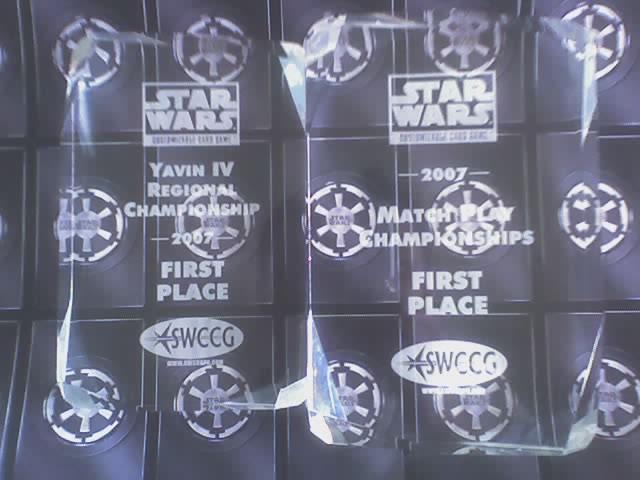 STAR
WARS
CUSTOMIZABLE CARD GAME
YAVIN IV
REGIONAL
CHAMPIONSHIP
—2007—
FIRST
PLACE
SWCCG
STAR
WARS
CUSTOMIZABLE CARD GAME
—2007—
MATCH PLAY
CHAMPIONSHIPS
FIRST
PLACE
SWCCG